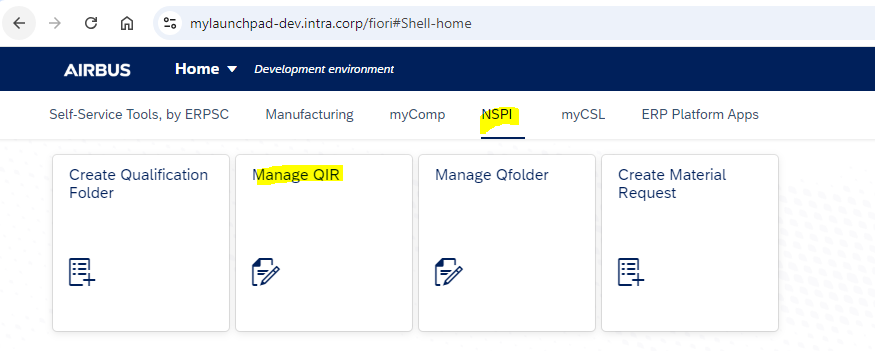 mylaunchpad-dev.intra.corp/fiori#Shell-home
AIRBUS Home Development environment
Self-Service Tools, by ERPSC Manufacturing myComp NSPI myCSL ERP Platform Apps
Create Qualification Folder
Manage QIR
Manage Qfolder
Create Material Request